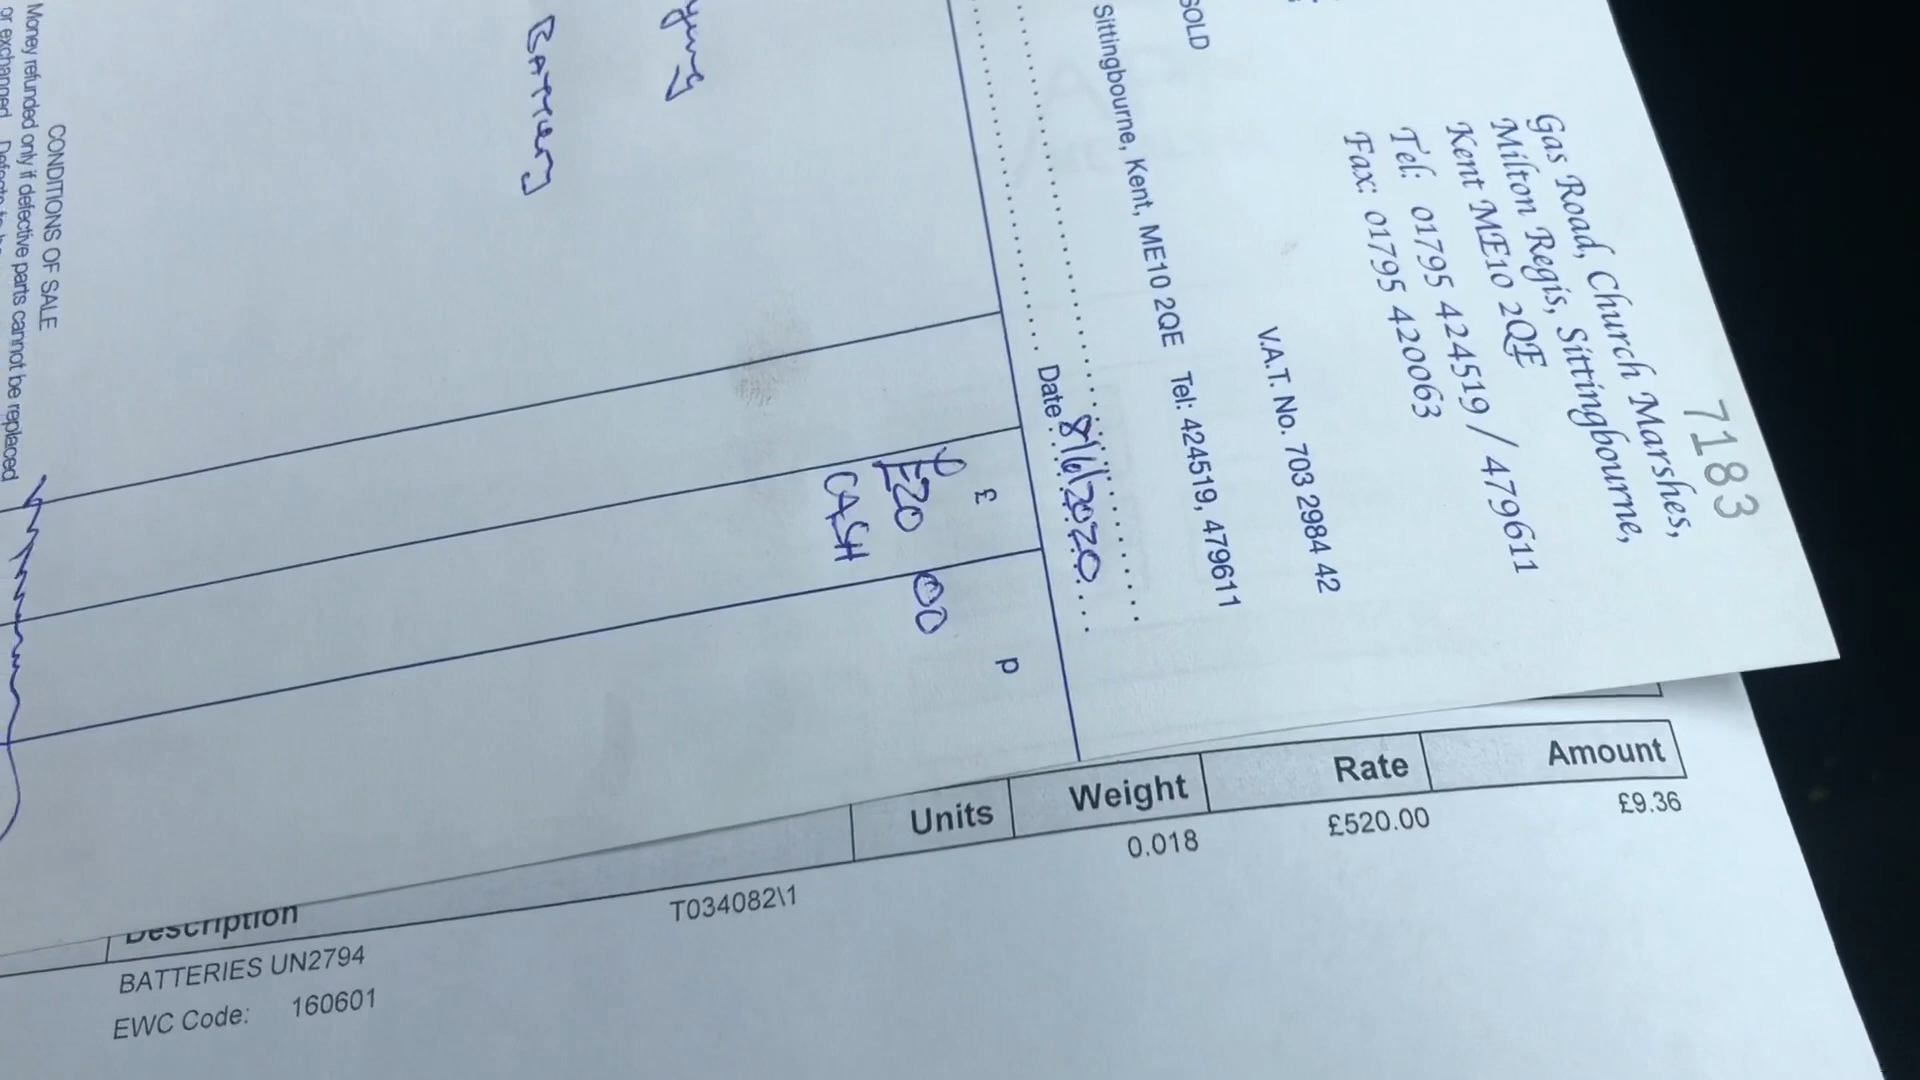 7183
Gas Road, Church Marshes,
Milton Regis, Sittingbourne,
Kent ME10 2QE
Tel: 01795 424519 / 479611
Fax: 01795 420063
V.A.T. No. 703 2984 42
SOLD
Sittingbourne, Kent, ME10 2QE Tel: 424519, 479611
Date 8/6/2020
£ p
£20 00
CASH
Battery
CONDITIONS OF SALE
Money refunded only if defective parts cannot be replaced
or exchanged.
Description Units Weight Rate Amount
BATTERIES UN2794 T034082\1 0.018 £520.00 £9.36
EWC Code: 160601